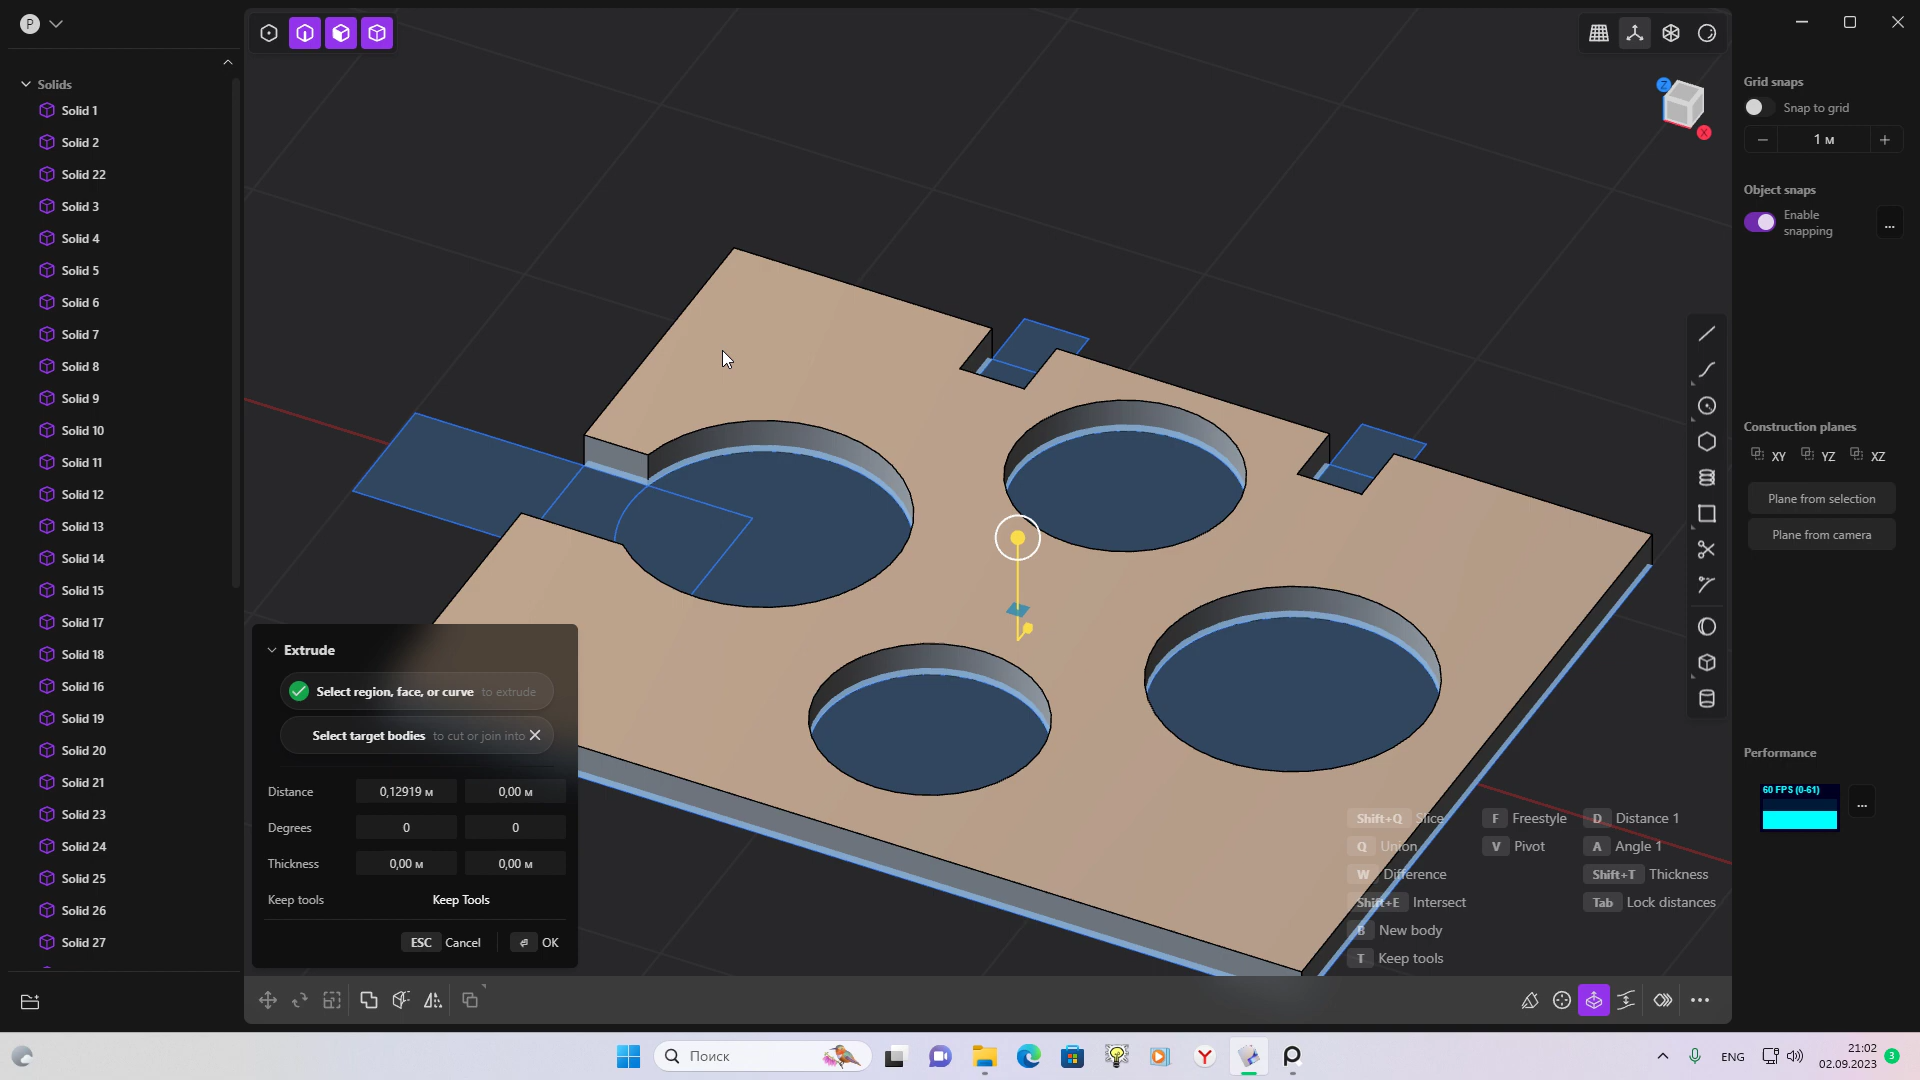 P
Solids
Solid 1
Solid 2
Solid 22
Solid 3
Solid 4
Solid 5
Solid 6
Solid 7
Solid 8
Solid 9
Solid 10
Solid 11
Solid 12
Solid 13
Solid 14
Solid 15
Solid 17
Solid 18
Solid 16
Solid 19
Solid 20
Solid 21
Solid 23
Solid 24
Solid 25
Solid 26
Solid 27
Z
X
Grid snaps
Snap to grid
1 м
Object snaps
Enable snapping
...
Construction planes
XY YZ XZ
Plane from selection
Plane from camera
Performance
60 FPS (0-61)
...
Extrude
Select region, face, or curve to extrude
Select target bodies to cut or join into
Distance 0,12919 м 0,00 м
Degrees 0 0
Thickness 0,00 м 0,00 м
Keep tools Keep Tools
ESC Cancel OK
Shift+Q Slice F Freestyle D Distance 1
Q Union V Pivot A Angle 1
W Difference Shift+T Thickness
Shift+E Intersect Tab Lock distances
B New body
T Keep tools
Поиск
ENG
21:02
02.09.2023
3